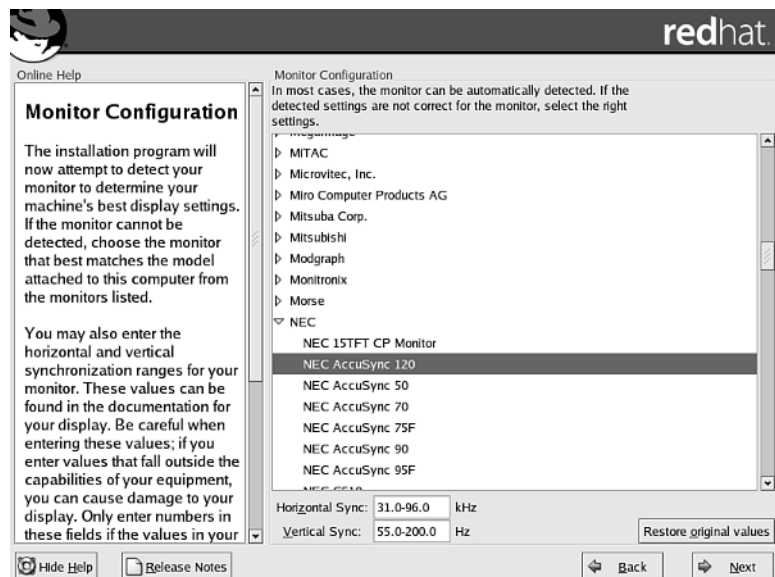 redhat.
Online Help
Monitor Configuration
The installation program will
now attempt to detect your
monitor to determine your
machine's best display settings.
If the monitor cannot be
detected, choose the monitor
that best matches the model
attached to this computer from
the monitors listed.
You may also enter the
horizontal and vertical
synchronization ranges for your
monitor. These values can be
found in the documentation for
your display. Be careful when
entering these values; if you
enter values that fall outside the
capabilities of your equipment,
you can cause damage to your
display. Only enter numbers in
these fields if the values in your
Monitor Configuration
In most cases, the monitor can be automatically detected. If the
detected settings are not correct for the monitor, select the right
settings.
MITAC
Microvitec, Inc.
Miro Computer Products AG
Mitsuba Corp.
Mitsubishi
Modgraph
Monitronix
Morse
NEC
NEC 15TFT CP Monitor
NEC AccuSync 120
NEC AccuSync 50
NEC AccuSync 70
NEC AccuSync 75F
NEC AccuSync 90
NEC AccuSync 95F
Horizontal Sync: 31.0-96.0 kHz
Vertical Sync: 55.0-200.0 Hz
Restore original values
Hide Help
Release Notes
Back
Next